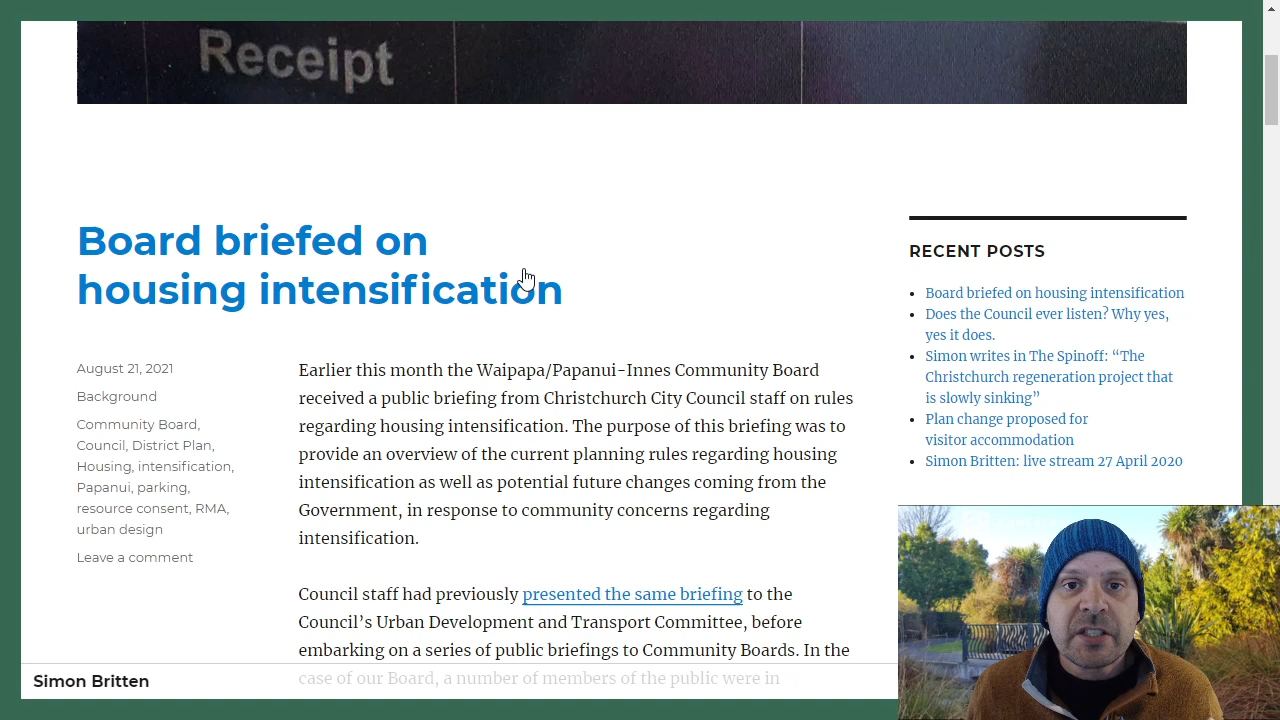 Receipt
Board briefed on
housing intensification
August 21, 2021
Background
Community Board,
Council, District Plan,
Housing, intensification,
Papanui, parking,
resource consent, RMA,
urban design
Leave a comment
Earlier this month the Waipapa/Papanui-Innes Community Board
received a public briefing from Christchurch City Council staff on rules
regarding housing intensification. The purpose of this briefing was to
provide an overview of the current planning rules regarding housing
intensification as well as potential future changes coming from the
Government, in response to community concerns regarding
intensification.
Council staff had previously presented the same briefing to the
Council’s Urban Development and Transport Committee, before
embarking on a series of public briefings to Community Boards. In the
case of our Board, a number of members of the public were in
RECENT POSTS
Board briefed on housing intensification
Does the Council ever listen? Why yes,
yes it does.
Simon writes in The Spinoff: “The
Christchurch regeneration project that
is slowly sinking”
Plan change proposed for
visitor accommodation
Simon Britten: live stream 27 April 2020
Simon Britten